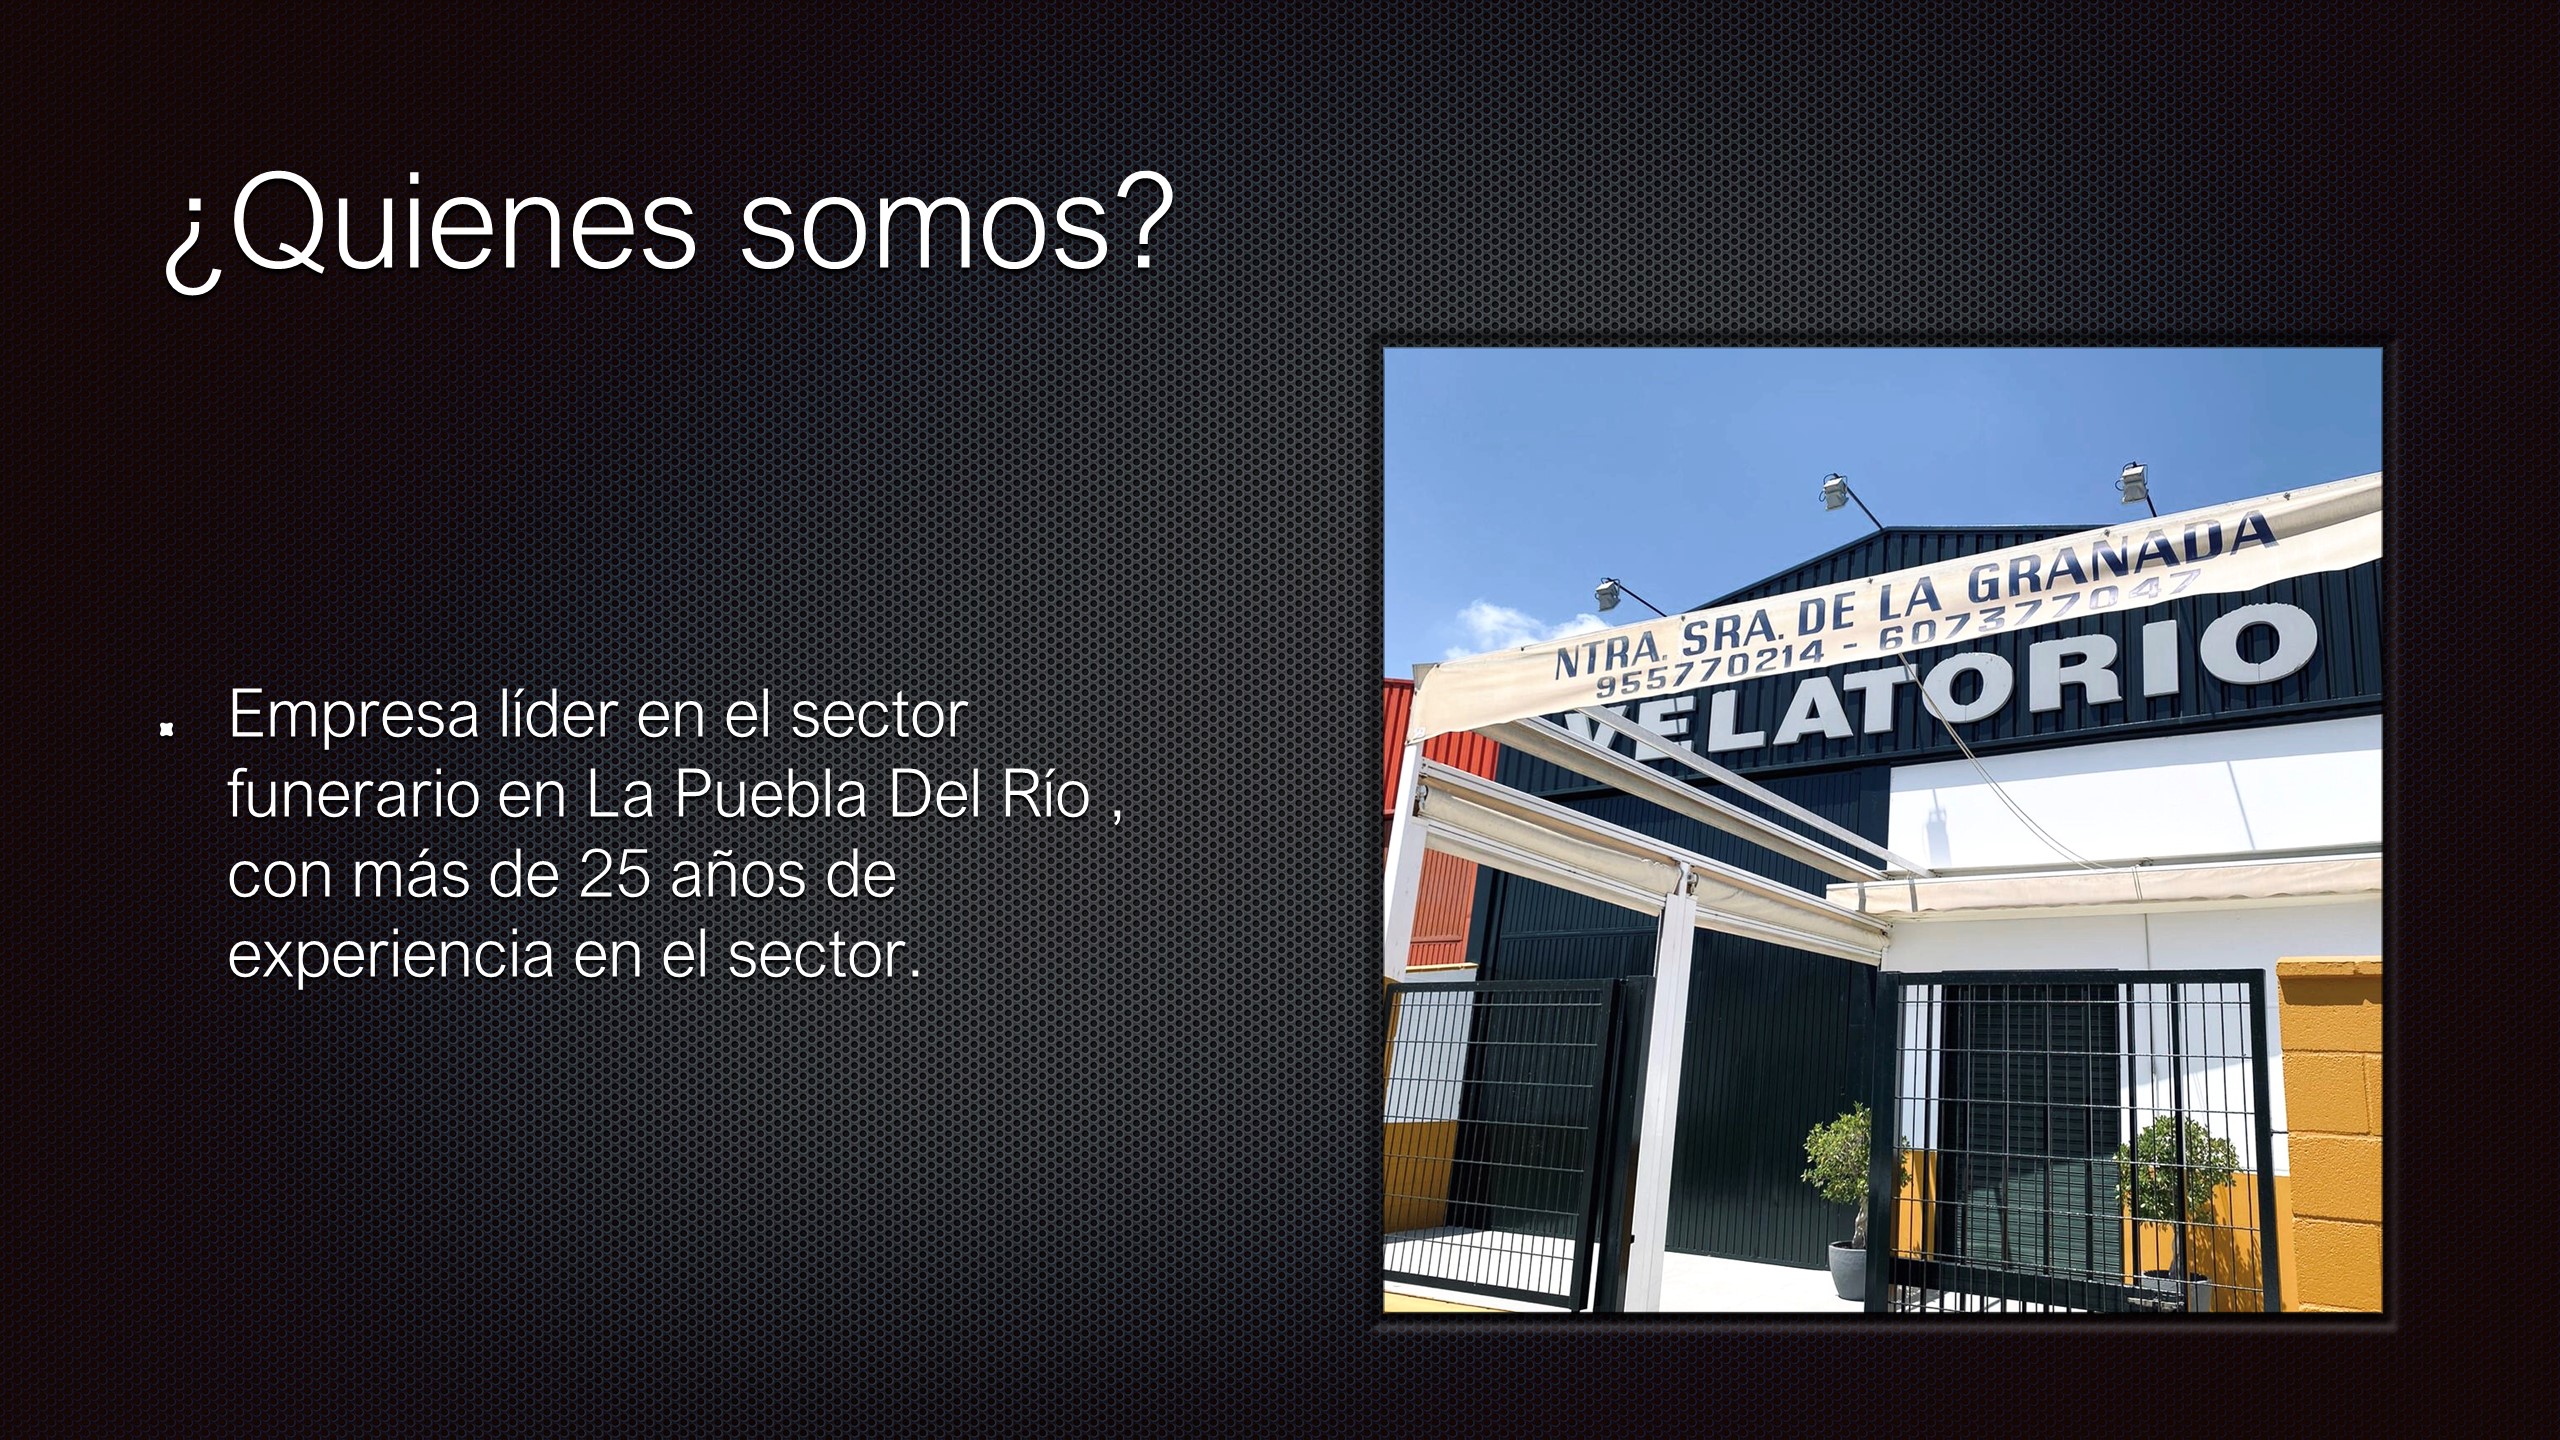 ¿Quienes somos?
Empresa líder en el sector
funerario en La Puebla Del Río ,
con más de 25 años de
experiencia en el sector.
NTRA. SRA. DE LA GRANADA
955770214 - 607377047
VELATORIO